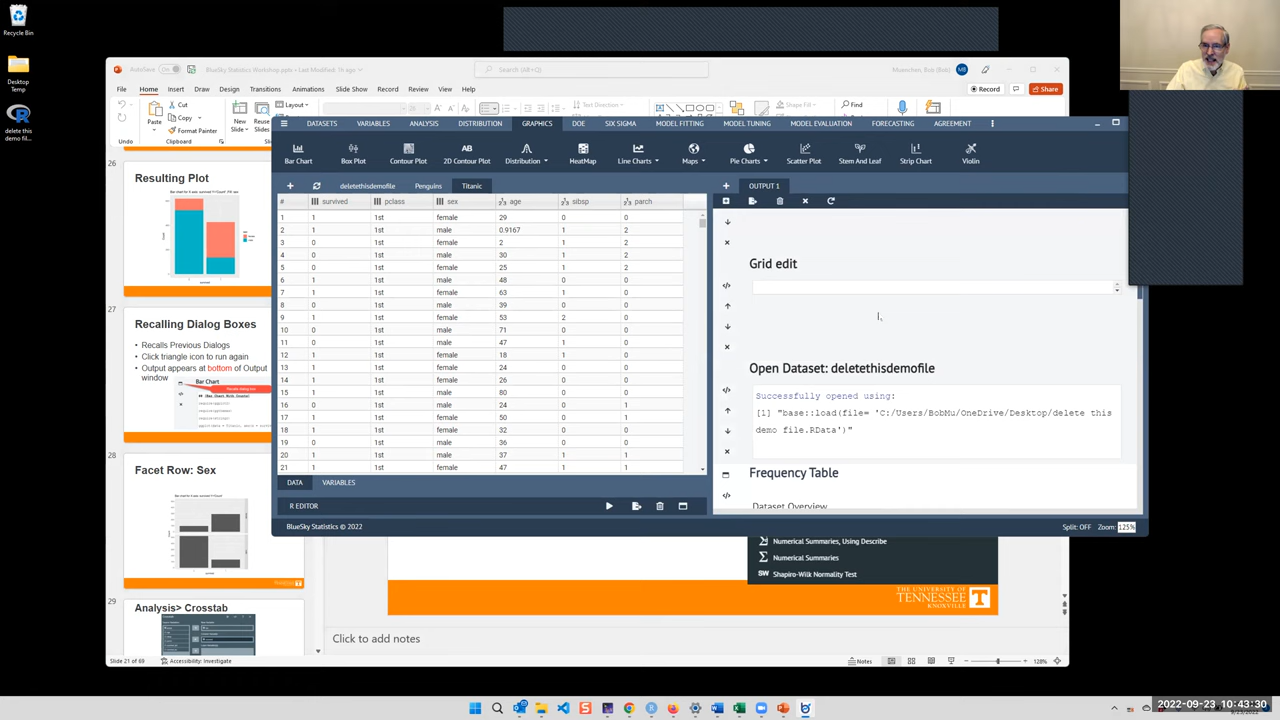 Recycle Bin
Desktop
Temp
delete this
demo fil...
AutoSave
Off
BlueSky Statistics Workshop.pptx • Last Modified: 1h ago
Search (Alt+Q)
Muenchen, Bob (Bob)
MB
File
Home
Insert
Draw
Design
Transitions
Animations
Slide Show
Record
Review
View
Help
Record
Share
Undo
Paste
Cut
Copy
Format Painter
Clipboard
New
Slide
Reuse
Slides
Layout
Text Direction
Shape Fill
Find
DATASETS
VARIABLES
ANALYSIS
DISTRIBUTION
GRAPHICS
DOE
SIX SIGMA
MODEL FITTING
MODEL TUNING
MODEL EVALUATION
FORECASTING
AGREEMENT
Bar Chart
Box Plot
Contour Plot
AB
2D Contour Plot
Distribution
HeatMap
Line Charts
Maps
Pie Charts
Scatter Plot
Stem And Leaf
Strip Chart
Violin
deletethisdemofile
Penguins
Titanic
OUTPUT 1
# survived pclass sex age sibsp parch
1 1 1st female 29 0 0
2 1 1st male 0.9167 1 2
3 0 1st female 2 1 2
4 0 1st male 30 1 2
5 0 1st female 25 1 2
6 1 1st male 48 0 0
7 1 1st female 63 1 0
8 0 1st male 39 0 0
9 1 1st female 53 2 0
10 0 1st male 71 0 0
11 0 1st male 47 1 0
12 1 1st female 18 1 0
13 1 1st female 24 0 0
14 1 1st female 26 0 0
15 1 1st male 80 0 0
16 0 1st male 24 0 1
17 1 1st female 50 0 1
18 1 1st female 32 0 0
19 0 1st male 36 0 0
20 1 1st male 37 1 1
21 1 1st female 47 1 1
DATA
VARIABLES
R EDITOR
BlueSky Statistics © 2022
Split: OFF
Zoom: 125%
Grid edit
Open Dataset: deletethisdemofile
Successfully opened using:
[1] "base::load(file= 'C:/Users/BobMu/OneDrive/Desktop/delete this
demo file.RData')"
Frequency Table
Dataset Overview
26
Resulting Plot
27
Recalling Dialog Boxes
• Recalls Previous Dialogs
• Click triangle icon to run again
• Output appears at bottom of Output
window
Bar Chart
28
Facet Row: Sex
29
Analysis> Crosstab
Numerical Summaries, Using Describe
Numerical Summaries
SW Shapiro-Wilk Normality Test
THE UNIVERSITY OF
TENNESSEE
KNOXVILLE
T
Click to add notes
Slide 21 of 89
Accessibility: Investigate
Notes
128%
2022-09-23 10:43:30